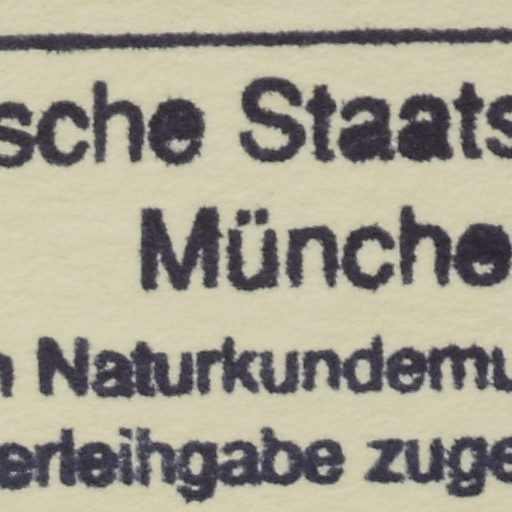 sche Staats
Münche
n Naturkundemu
erleihgabe zuge